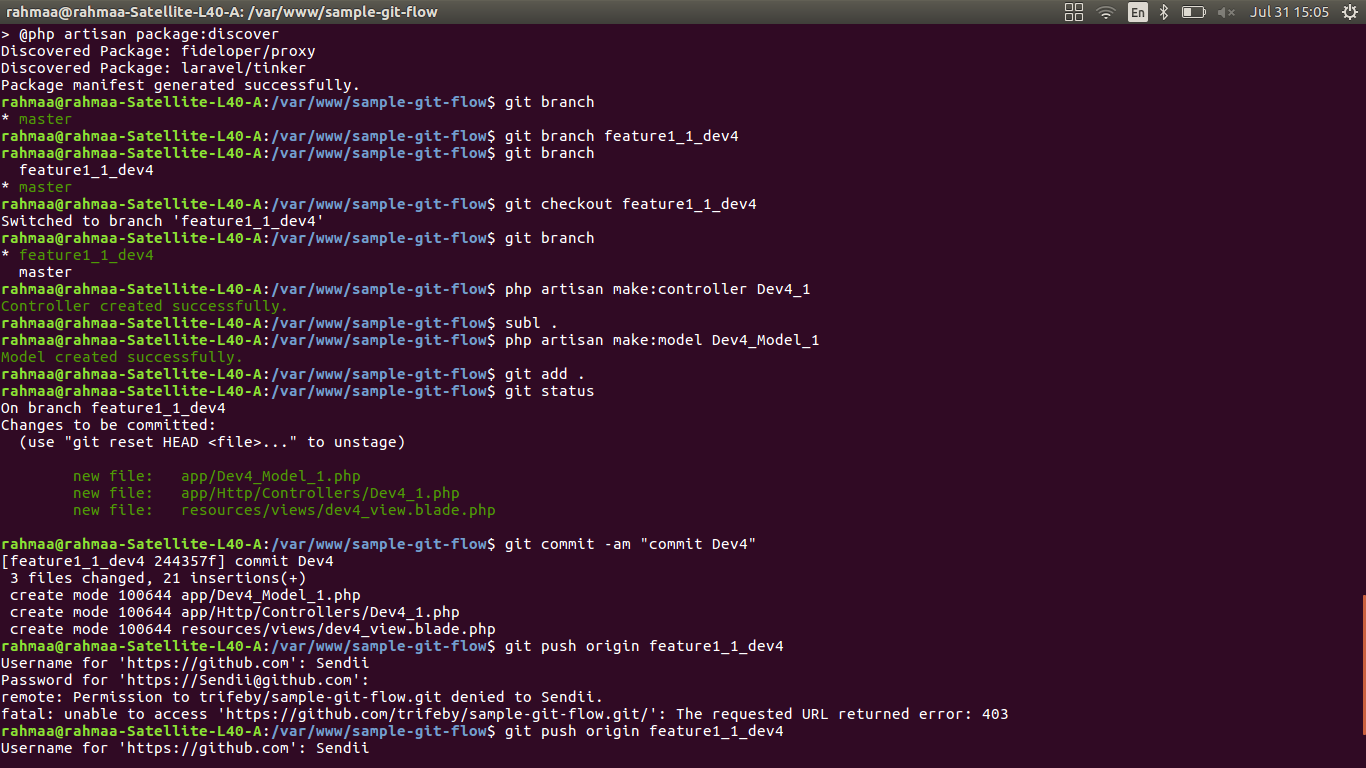 rahmaa@rahmaa-Satellite-L40-A: /var/www/sample-git-flow
En
Jul 31 15:05
> @php artisan package:discover
Discovered Package: fideloper/proxy
Discovered Package: laravel/tinker
Package manifest generated successfully.
rahmaa@rahmaa-Satellite-L40-A:/var/www/sample-git-flow$ git branch
* master
rahmaa@rahmaa-Satellite-L40-A:/var/www/sample-git-flow$ git branch feature1_1_dev4
rahmaa@rahmaa-Satellite-L40-A:/var/www/sample-git-flow$ git branch
  feature1_1_dev4
* master
rahmaa@rahmaa-Satellite-L40-A:/var/www/sample-git-flow$ git checkout feature1_1_dev4
Switched to branch 'feature1_1_dev4'
rahmaa@rahmaa-Satellite-L40-A:/var/www/sample-git-flow$ git branch
* feature1_1_dev4
  master
rahmaa@rahmaa-Satellite-L40-A:/var/www/sample-git-flow$ php artisan make:controller Dev4_1
Controller created successfully.
rahmaa@rahmaa-Satellite-L40-A:/var/www/sample-git-flow$ subl .
rahmaa@rahmaa-Satellite-L40-A:/var/www/sample-git-flow$ php artisan make:model Dev4_Model_1
Model created successfully.
rahmaa@rahmaa-Satellite-L40-A:/var/www/sample-git-flow$ git add .
rahmaa@rahmaa-Satellite-L40-A:/var/www/sample-git-flow$ git status
On branch feature1_1_dev4
Changes to be committed:
  (use "git reset HEAD <file>..." to unstage)
        new file:   app/Dev4_Model_1.php
        new file:   app/Http/Controllers/Dev4_1.php
        new file:   resources/views/dev4_view.blade.php
rahmaa@rahmaa-Satellite-L40-A:/var/www/sample-git-flow$ git commit -am "commit Dev4"
[feature1_1_dev4 244357f] commit Dev4
 3 files changed, 21 insertions(+)
 create mode 100644 app/Dev4_Model_1.php
 create mode 100644 app/Http/Controllers/Dev4_1.php
 create mode 100644 resources/views/dev4_view.blade.php
rahmaa@rahmaa-Satellite-L40-A:/var/www/sample-git-flow$ git push origin feature1_1_dev4
Username for 'https://github.com': Sendii
Password for 'https://Sendii@github.com':
remote: Permission to trifeby/sample-git-flow.git denied to Sendii.
fatal: unable to access 'https://github.com/trifeby/sample-git-flow.git/': The requested URL returned error: 403
rahmaa@rahmaa-Satellite-L40-A:/var/www/sample-git-flow$ git push origin feature1_1_dev4
Username for 'https://github.com': Sendii